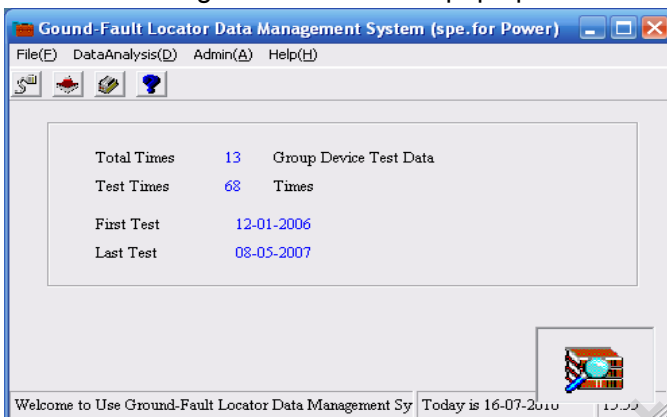 Gound-Fault Locator Data Management System (spe.for Power)
File(F) DataAnalysis(D) Admin(A) Help(H)
Total Times 13 Group Device Test Data
Test Times 68 Times
First Test 12-01-2006
Last Test 08-05-2007
Welcome to Use Ground-Fault Locator Data Management Sy Today is 16-07-2010